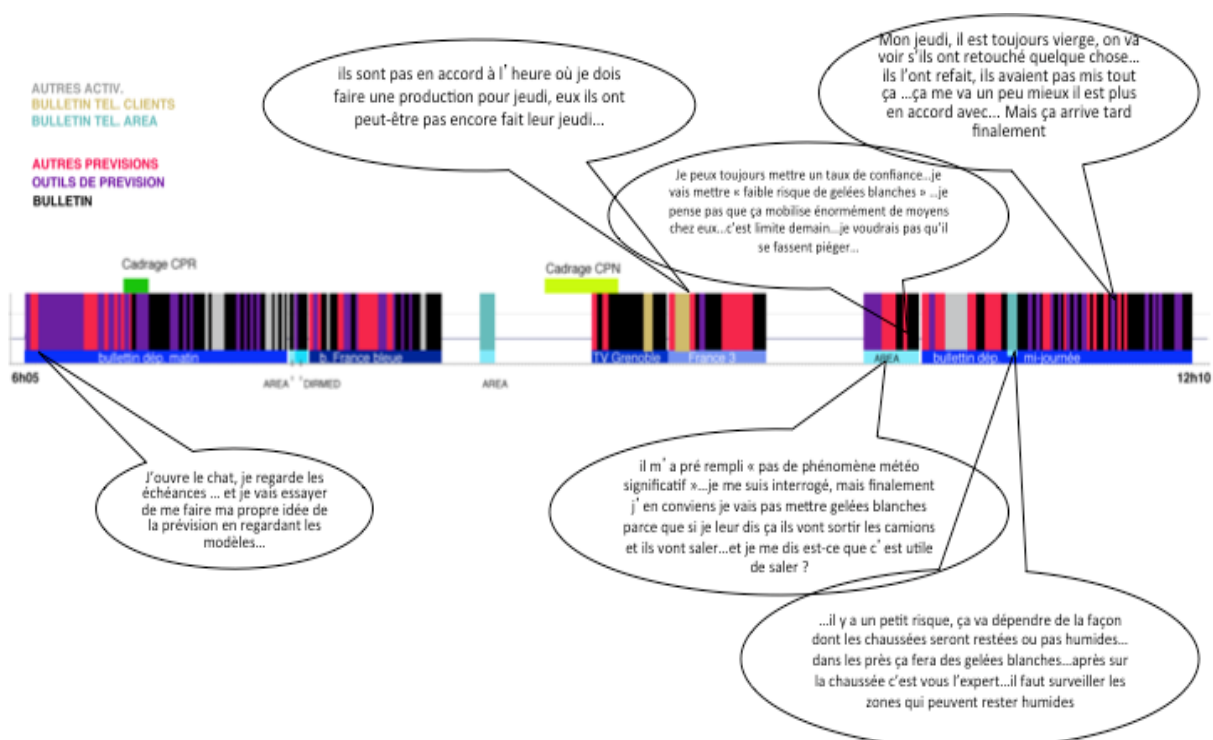 ils sont pas en accord à l'heure où je dois
faire une production pour jeudi, eux ils ont
peut-être pas encore fait leur jeudi...
Mon jeudi, il est toujours vierge, on va
voir s'ils ont retouché quelque chose...
ils l'ont refait, ils avaient pas mis tout
ça ...ça me va un peu mieux il est plus
en accord avec... Mais ça arrive tard
finalement
AUTRES ACTIV.
BULLETIN TEL. CLIENTS
BULLETIN TEL. AREA
AUTRES PREVISIONS
OUTILS DE PREVISION
BULLETIN
Je peux toujours mettre un taux de confiance...je
vais mettre « faible risque de gelées blanches » ...je
pense pas que ça mobilise énormément de moyens
chez eux...c'est limite demain...je voudrais pas qu'il
se fassent piéger...
Cadrage CPR
Cadrage CPN
bullettin dép. matin
b. France bleue
TV Grenoble
France 3
AREA
bulletin dép.
mi-journée
6h05
AREA
DIRMED
AREA
12h10
J'ouvre le chat, je regarde les
échéances ... et je vais essayer
de me faire ma propre idée de
la prévision en regardant les
modèles...
il m'a pré rempli « pas de phénomène météo
significatif »...je me suis interrogé, mais finalement
j'en conviens je vais pas mettre gelées blanches
parce que si je leur dis ça ils vont sortir les camions
et ils vont saler...et je me dis est-ce que c'est utile
de saler ?
...il y a un petit risque, ça va dépendre de la façon
dont les chaussées seront restées ou pas humides...
dans les près ça fera des gelées blanches...après sur
la chaussée c'est vous l'expert...il faut surveiller les
zones qui peuvent rester humides